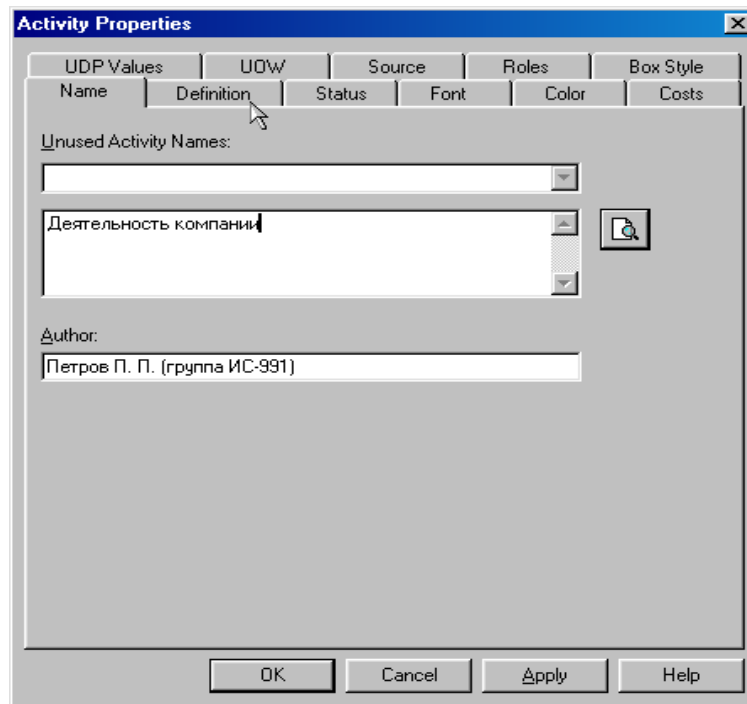 Activity Properties
UDP Values UOW Source Roles Box Style
Name Definition Status Font Color Costs
Unused Activity Names:
Деятельность компании
Author:
Петров П. П. (группа ИС-991)
OK Cancel Apply Help